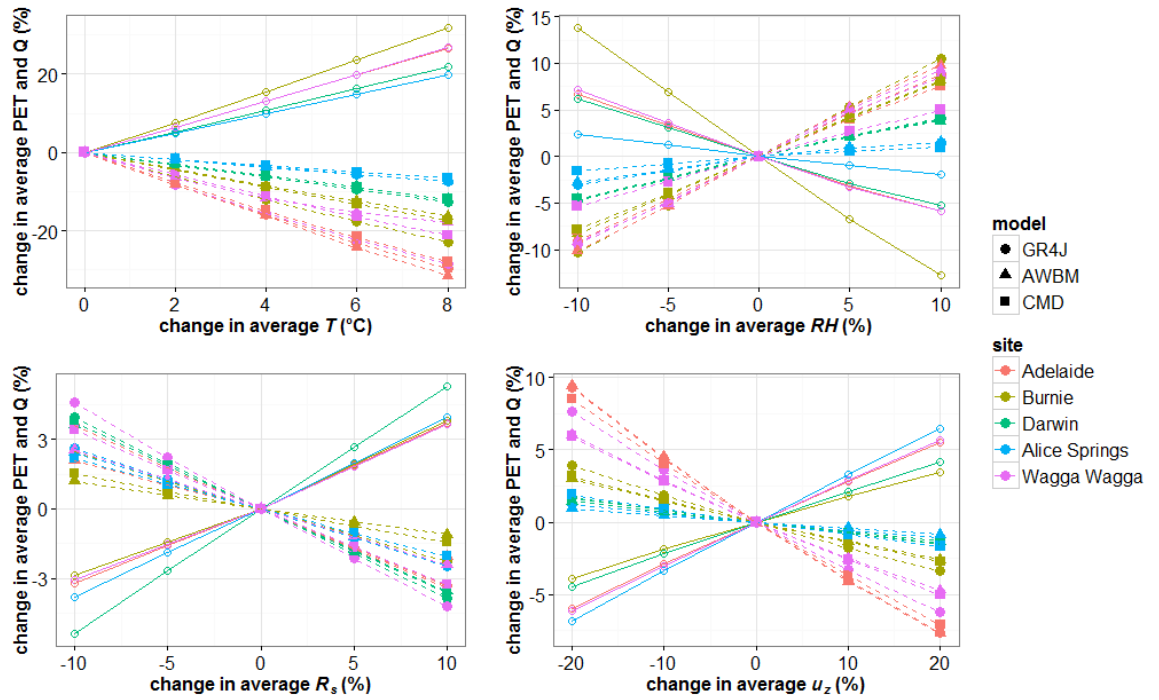 change in average PET and Q (%)
20
0
-20
0
2
4
6
8
change in average T (°C)
change in average PET and Q (%)
15
10
5
0
-5
-10
-10
-5
0
5
10
change in average RH (%)
change in average PET and Q (%)
3
0
-3
-10
-5
0
5
10
change in average Rs (%)
change in average PET and Q (%)
10
5
0
-5
-20
-10
0
10
20
change in average uz (%)
model
GR4J
AWBM
CMD
site
Adelaide
Burnie
Darwin
Alice Springs
Wagga Wagga